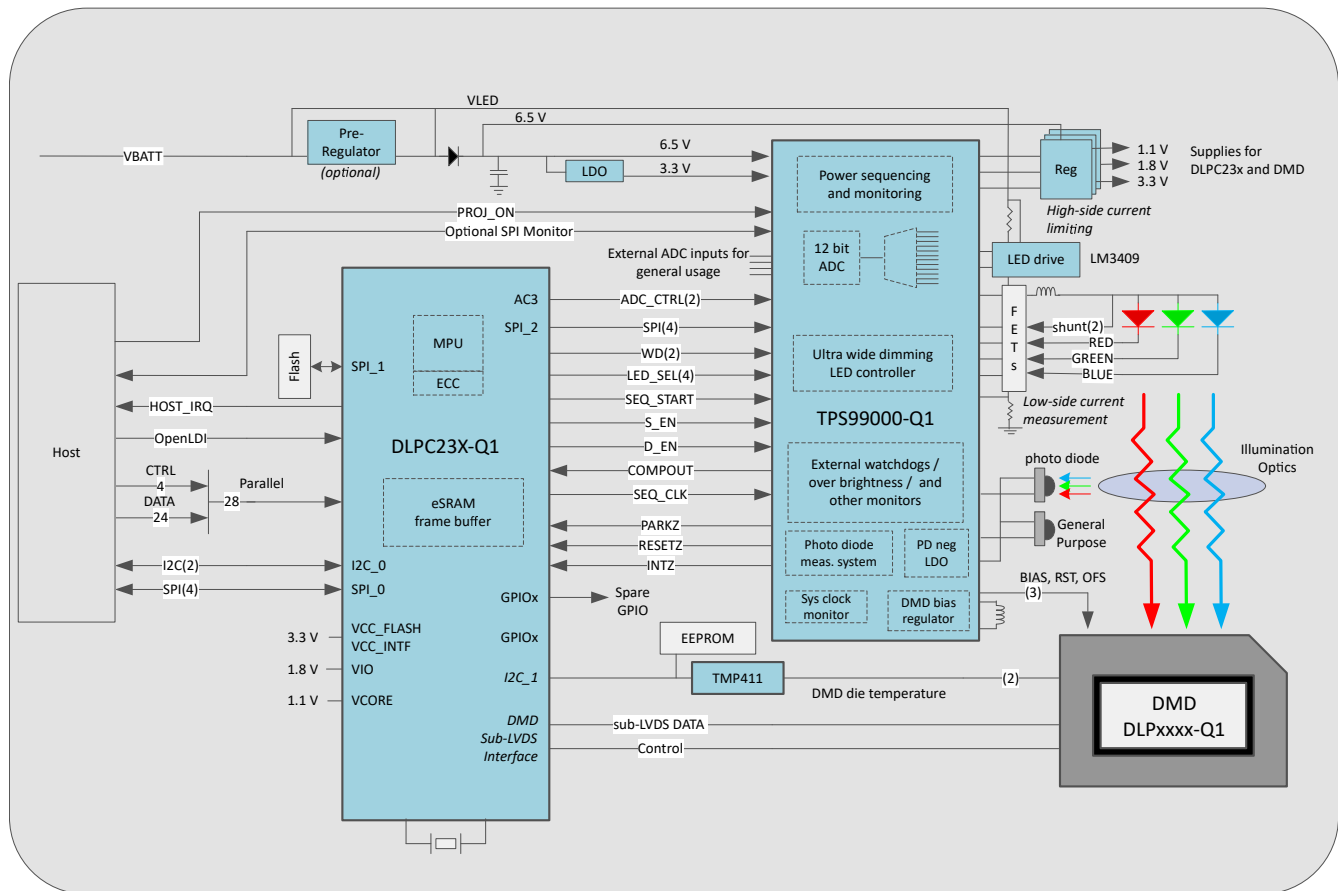 VLED
6.5 V
Pre-
Regulator
(optional)
VBATT
6.5 V
LDO
3.3 V
Power sequencing
and monitoring
Reg
1.1 V
1.8 V
3.3 V
Supplies for
DLPC23x and DMD
High-side current
limiting
PROJ_ON
Optional SPI Monitor
External ADC inputs for
general usage
12 bit
ADC
LED drive
LM3409
Host
HOST_IRQ
OpenLDI
CTRL
4
DATA
24
28
Parallel
I2C(2)
SPI(4)
3.3 V
1.8 V
1.1 V
Flash
SPI_1
MPU
ECC
DLPC23X-Q1
eSRAM
frame buffer
I2C_0
SPI_0
VCC_FLASH
VCC_INTF
VIO
VCORE
AC3
SPI_2
GPIOx
GPIOx
I2C_1
DMD
Sub-LVDS
Interface
ADC_CTRL(2)
SPI(4)
WD(2)
LED_SEL(4)
SEQ_START
S_EN
D_EN
COMPOUT
SEQ_CLK
PARKZ
RESETZ
INTZ
Spare
GPIO
EEPROM
TMP411
DMD die temperature
(2)
sub-LVDS DATA
Control
Ultra wide dimming
LED controller
TPS99000-Q1
External watchdogs /
over brightness / and
other monitors
Photo diode
meas. system
PD neg
LDO
Sys clock
monitor
DMD bias
regulator
F
E
T
s
shunt(2)
RED
GREEN
BLUE
Low-side current
measurement
photo diode
Illumination
Optics
General
Purpose
BIAS, RST, OFS
(3)
DMD
DLPxxxx-Q1